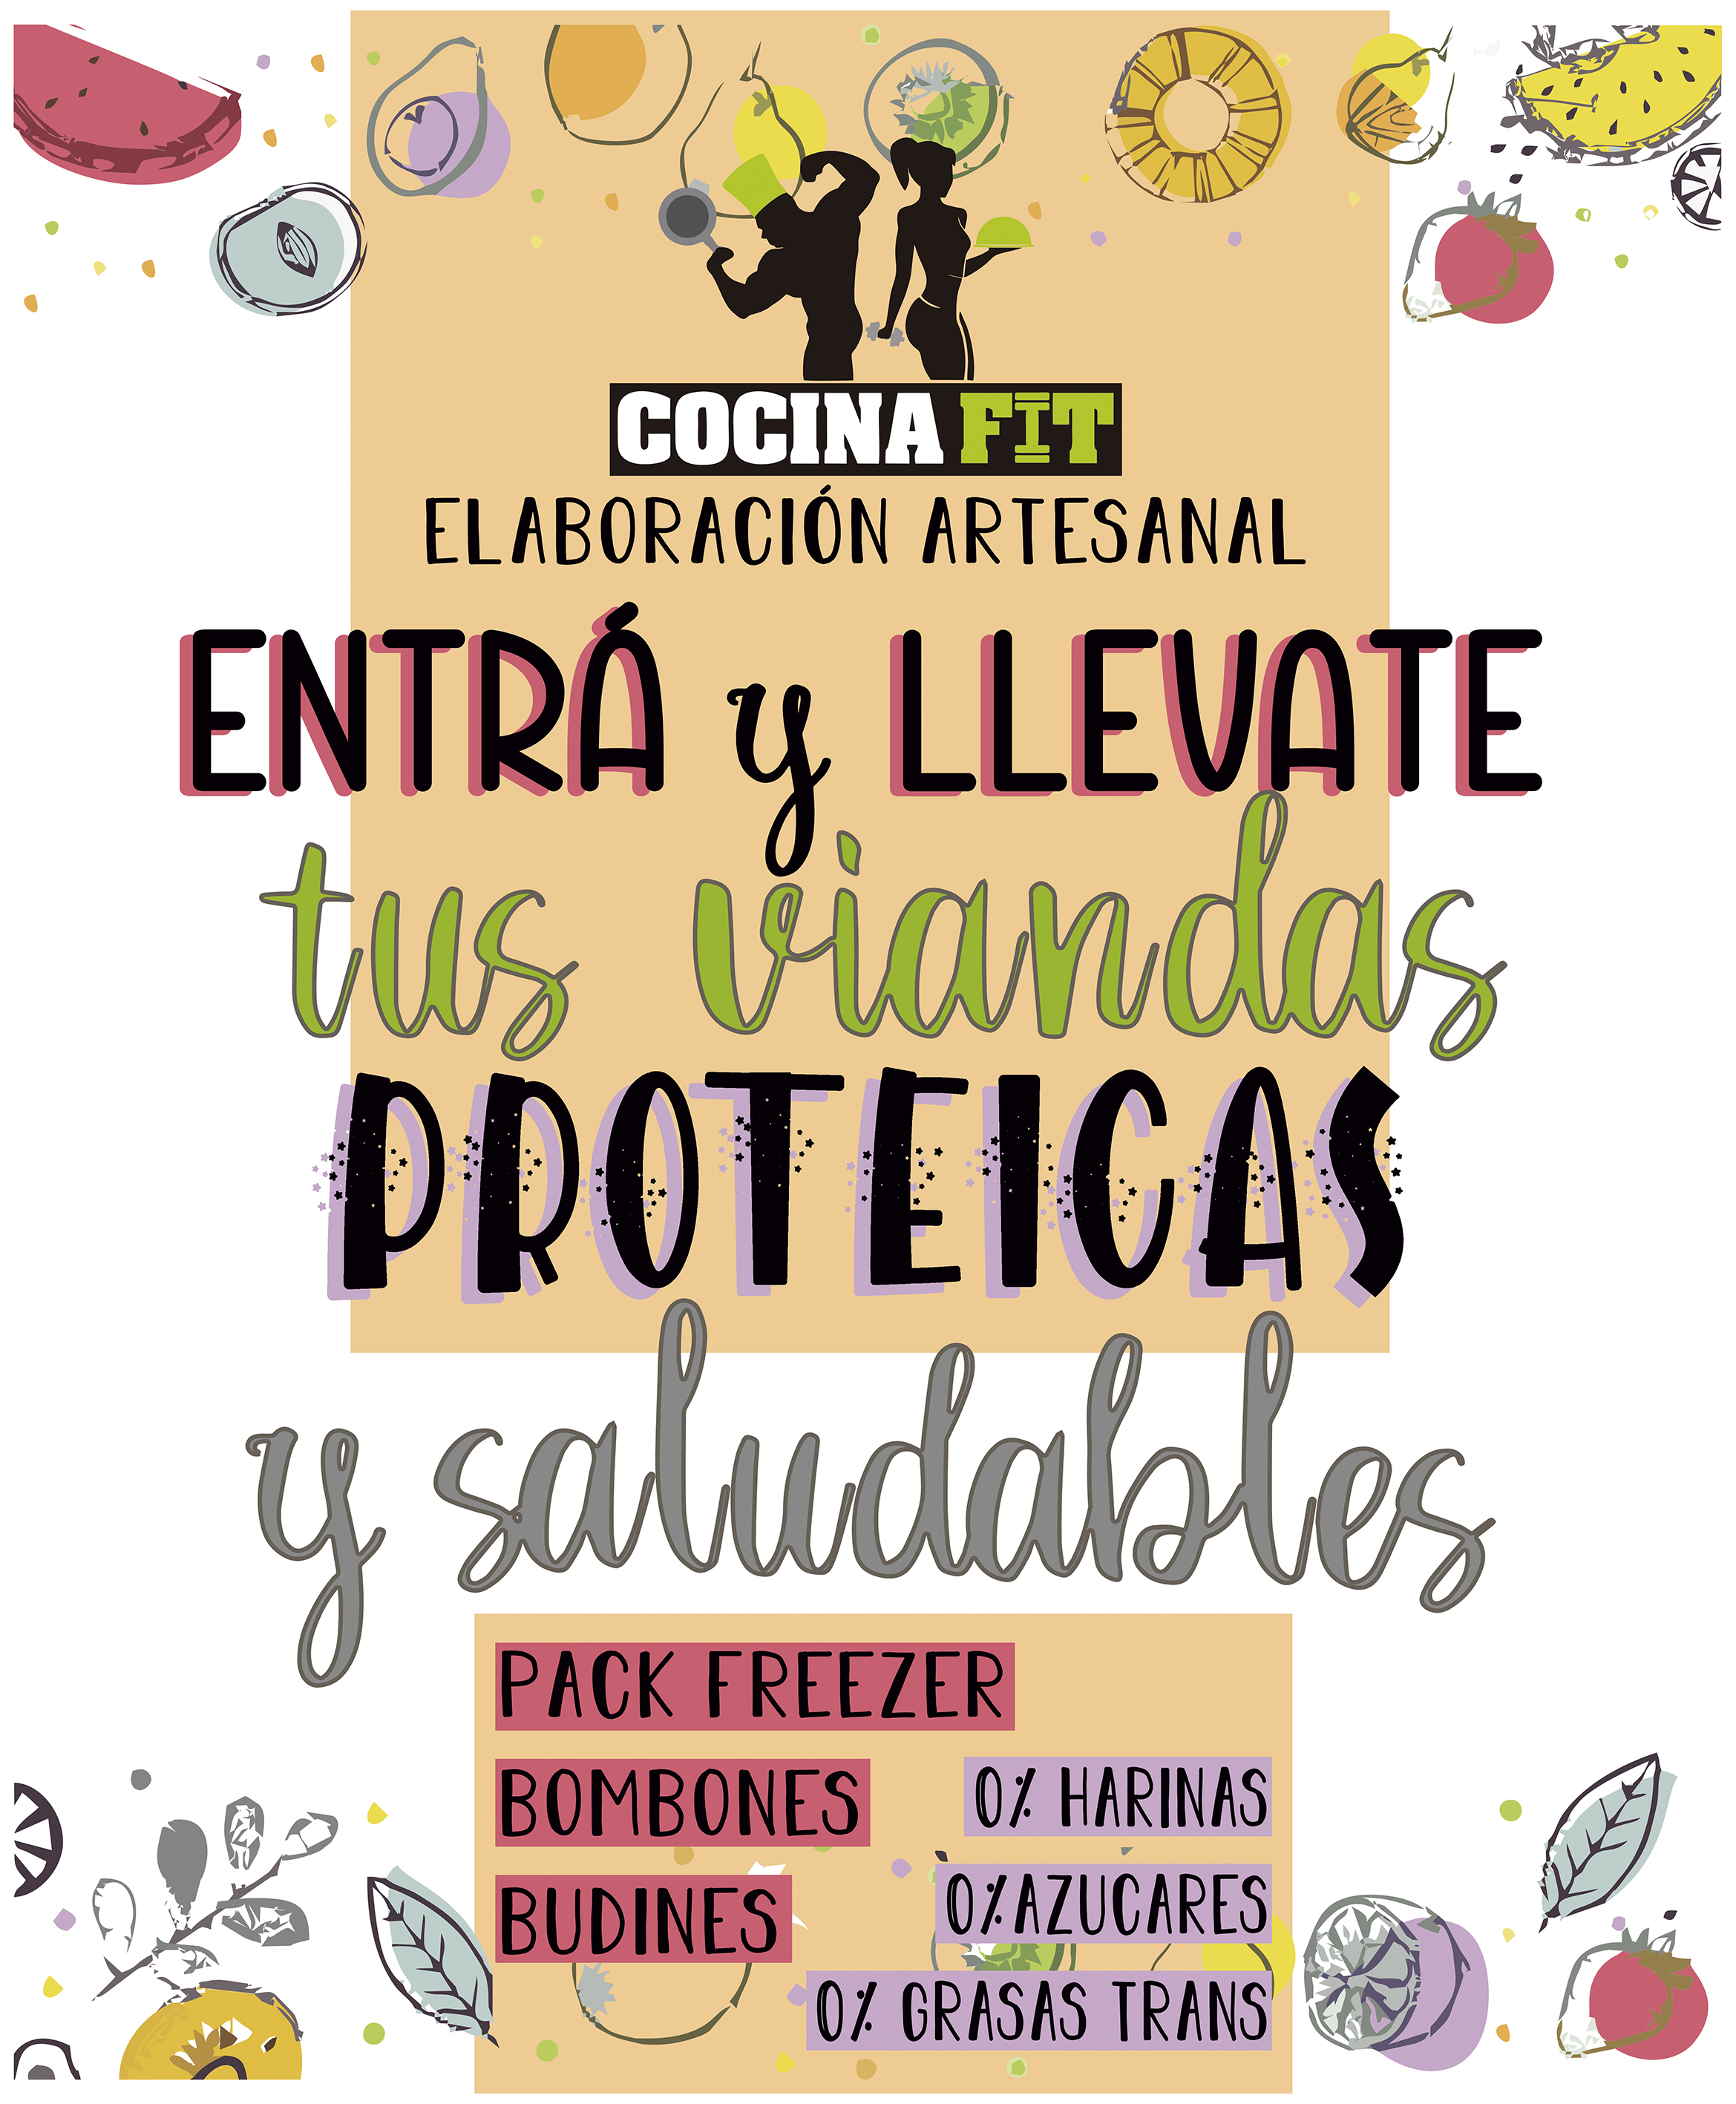 COCINA FIT
ELABORACIÓN ARTESANAL
ENTRÁ y LLEVATE
tus viandas
PROTEICAS
y saludables
PACK FREEZER
BOMBONES
0% HARINAS
BUDINES
0% AZUCARES
0% GRASAS TRANS